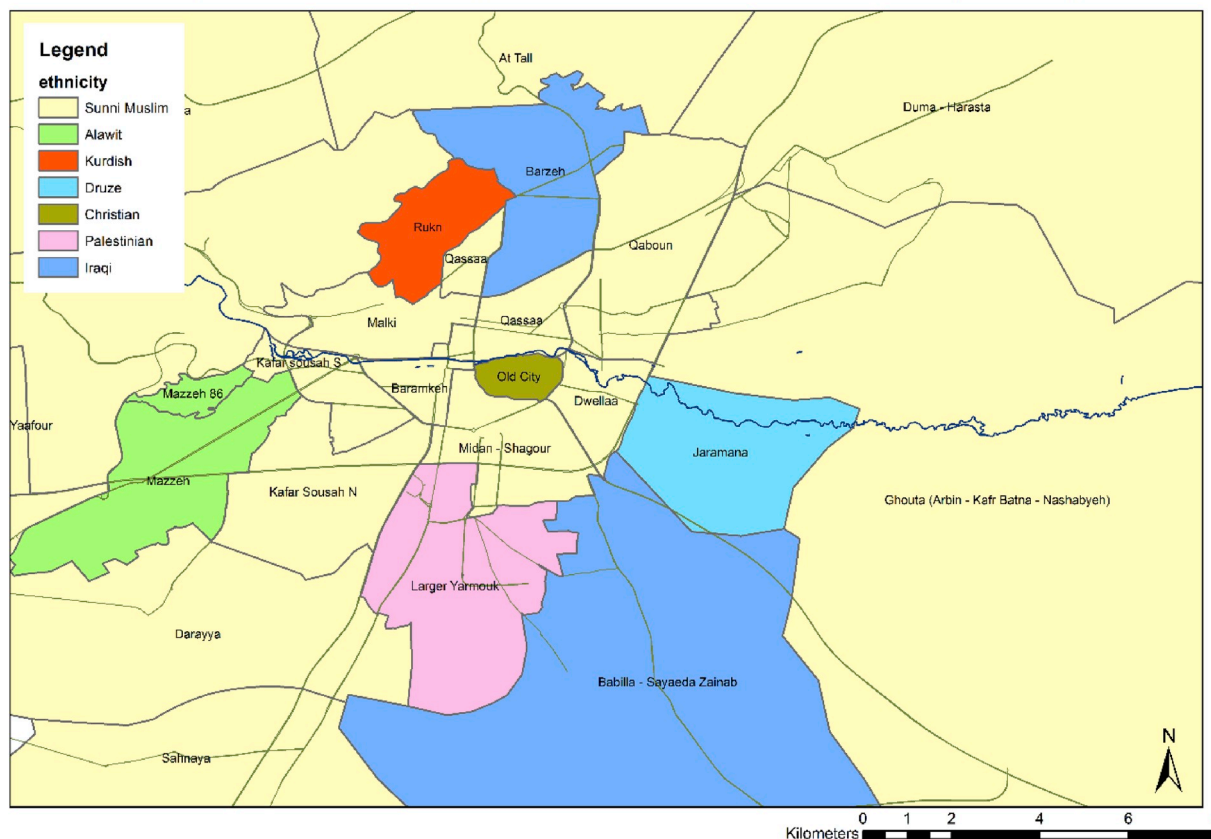 Legend
ethnicity
Sunni Muslim
Alawit
Kurdish
Druze
Christian
Palestinian
Iraqi
a
At Tall
Duma - Harasta
Barzeh
Rukn
Qaboun
Qassaa
Malki
Qassaa
Kafar sousah S
Old City
Mazzeh 86
Baramkeh
Dwellaa
Yaafour
Midan - Shagour
Jaramana
Mazzeh
Kafar Sousah N
Ghouta (Arbin - Kafr Batna - Nashabyeh)
Larger Yarmouk
Darayya
Babilla - Sayaeda Zainab
Sahnaya
N
0 1 2 4 6
Kilometers